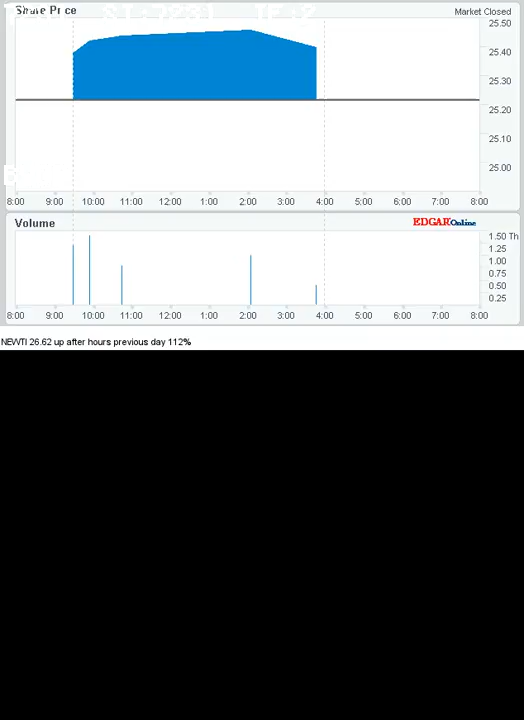 Share Price
Market Closed
25.50
25.40
25.30
25.20
25.10
25.00
8:00 9:00 10:00 11:00 12:00 1:00 2:00 3:00 4:00 5:00 6:00 7:00 8:00
Volume
EDGAR Online
1.50 Th
1.25
1.00
0.75
0.50
0.25
8:00 9:00 10:00 11:00 12:00 1:00 2:00 3:00 4:00 5:00 6:00 7:00 8:00
NEWTI 26.62 up after hours previous day 112%